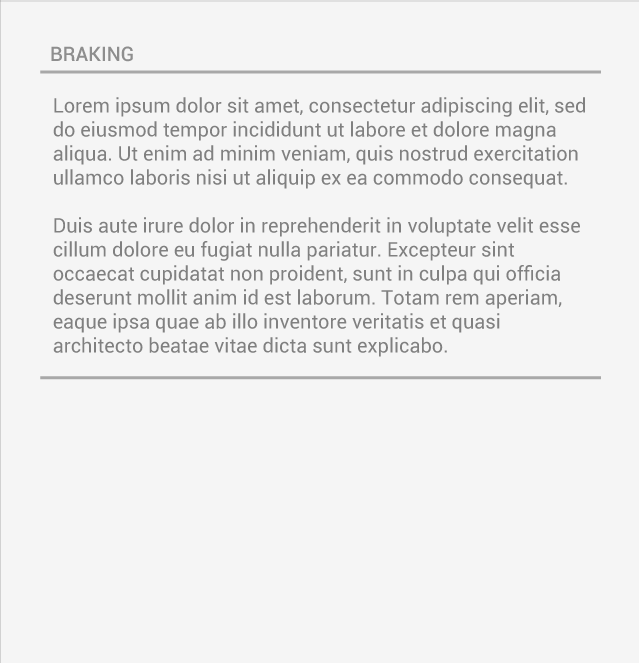 BRAKING
Lorem ipsum dolor sit amet, consectetur adipiscing elit, sed
do eiusmod tempor incididunt ut labore et dolore magna
aliqua. Ut enim ad minim veniam, quis nostrud exercitation
ullamco laboris nisi ut aliquip ex ea commodo consequat.
Duis aute irure dolor in reprehenderit in voluptate velit esse
cillum dolore eu fugiat nulla pariatur. Excepteur sint
occaecat cupidatat non proident, sunt in culpa qui officia
deserunt mollit anim id est laborum. Totam rem aperiam,
eaque ipsa quae ab illo inventore veritatis et quasi
architecto beatae vitae dicta sunt explicabo.